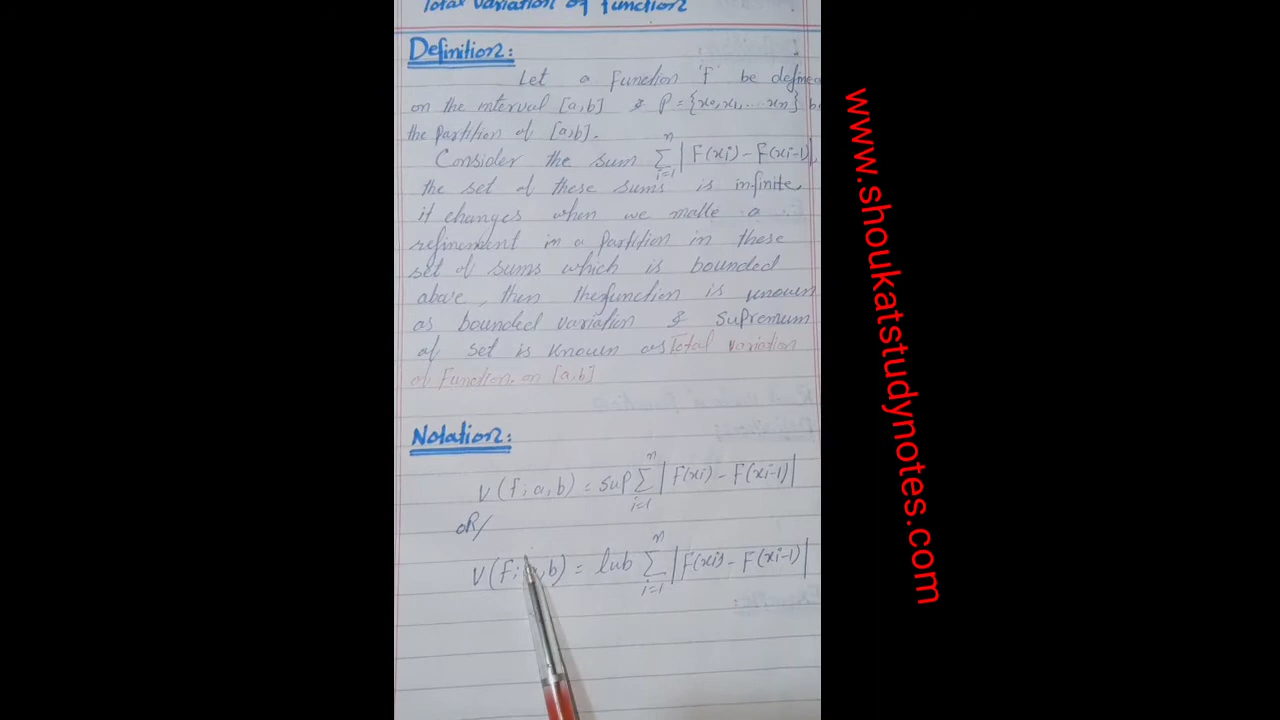 Total Variation of Function
Definition:
Let a Function 'f' be define
on the interval [a,b] & P = {x₀,x₁,....xₙ} b
the Partition of [a,b].
Consider the sum n∑i=1 | F(xi) - F(xi-1)|,
the set of these sums is infinite,
it changes when we make a
refinement in a Partition in these
set of sums which is bounded
above, then the function is known
as bounded variation & supremum
of set is known as Total variation
of Function. on [a,b]
Notation:
V(f; a, b) = sup n∑i=1 | F(xi) - F(xi-1)|
OR/
V(f; , b) = lub n∑i=1 | F(xi) - F(xi-1)|
www.shoukatstudynotes.com